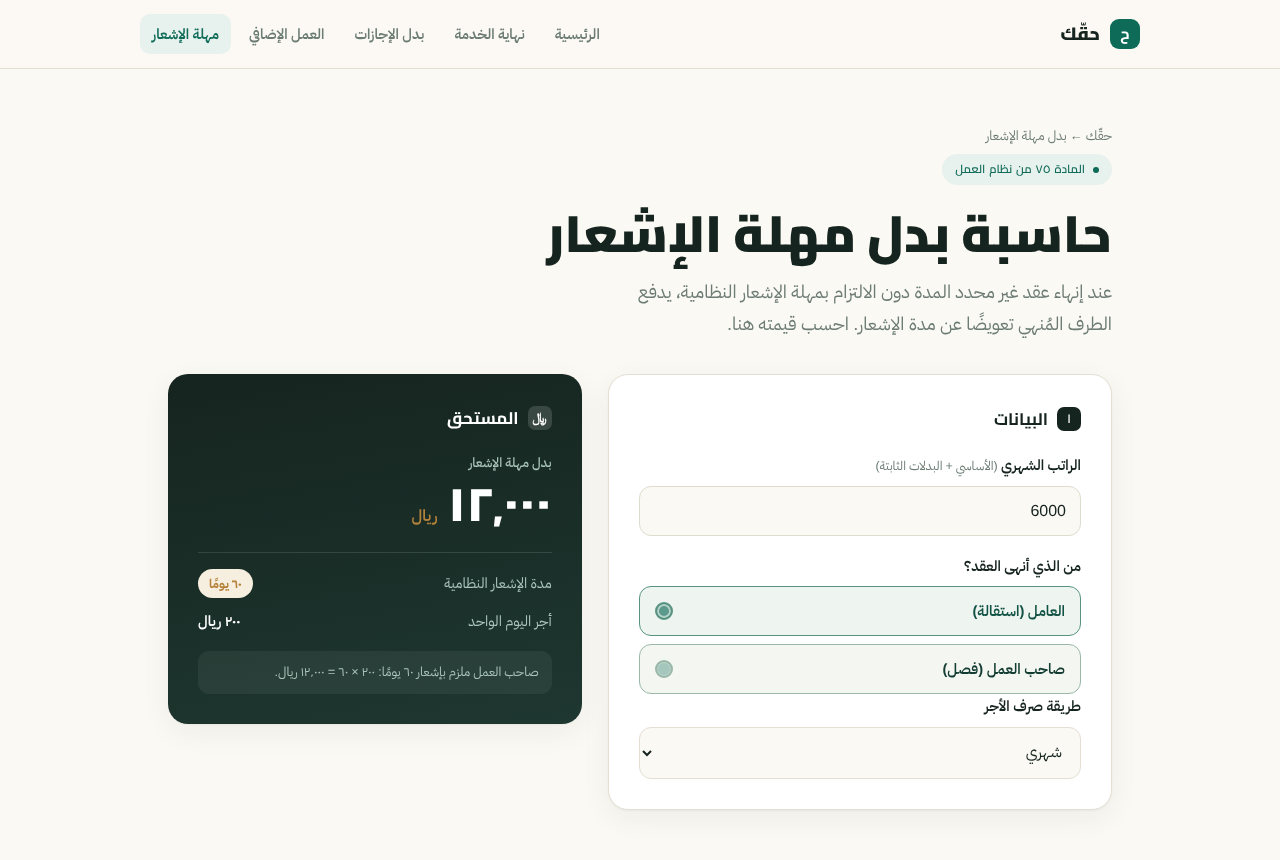 ح حقّك
الرئيسية
نهاية الخدمة
بدل الإجازات
العمل الإضافي
مهلة الإشعار
حقّك ← بدل مهلة الإشعار
المادة ٧٥ من نظام العمل
حاسبة بدل مهلة الإشعار
عند إنهاء عقد غير محدد المدة دون الالتزام بمهلة الإشعار النظامية، يدفع
الطرف المُنهي تعويضًا عن مدة الإشعار. احسب قيمته هنا.
١ البيانات
الراتب الشهري (الأساسي + البدلات الثابتة)
6000
من الذي أنهى العقد؟
العامل (استقالة)
صاحب العمل (فصل)
طريقة صرف الأجر
شهري
﷼ المستحق
بدل مهلة الإشعار
١٢,٠٠٠ ريال
مدة الإشعار النظامية ٦٠ يومًا
أجر اليوم الواحد ٢٠٠ ريال
صاحب العمل ملزم بإشعار ٦٠ يومًا: ٢٠٠ × ٦٠ = ١٢,٠٠٠ ريال.